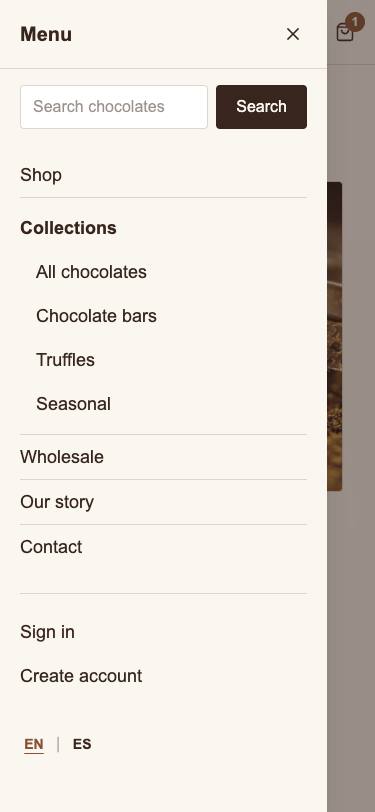 Menu
1
Search chocolates
Search
Shop
Collections
All chocolates
Chocolate bars
Truffles
Seasonal
Wholesale
Our story
Contact
Sign in
Create account
EN | ES